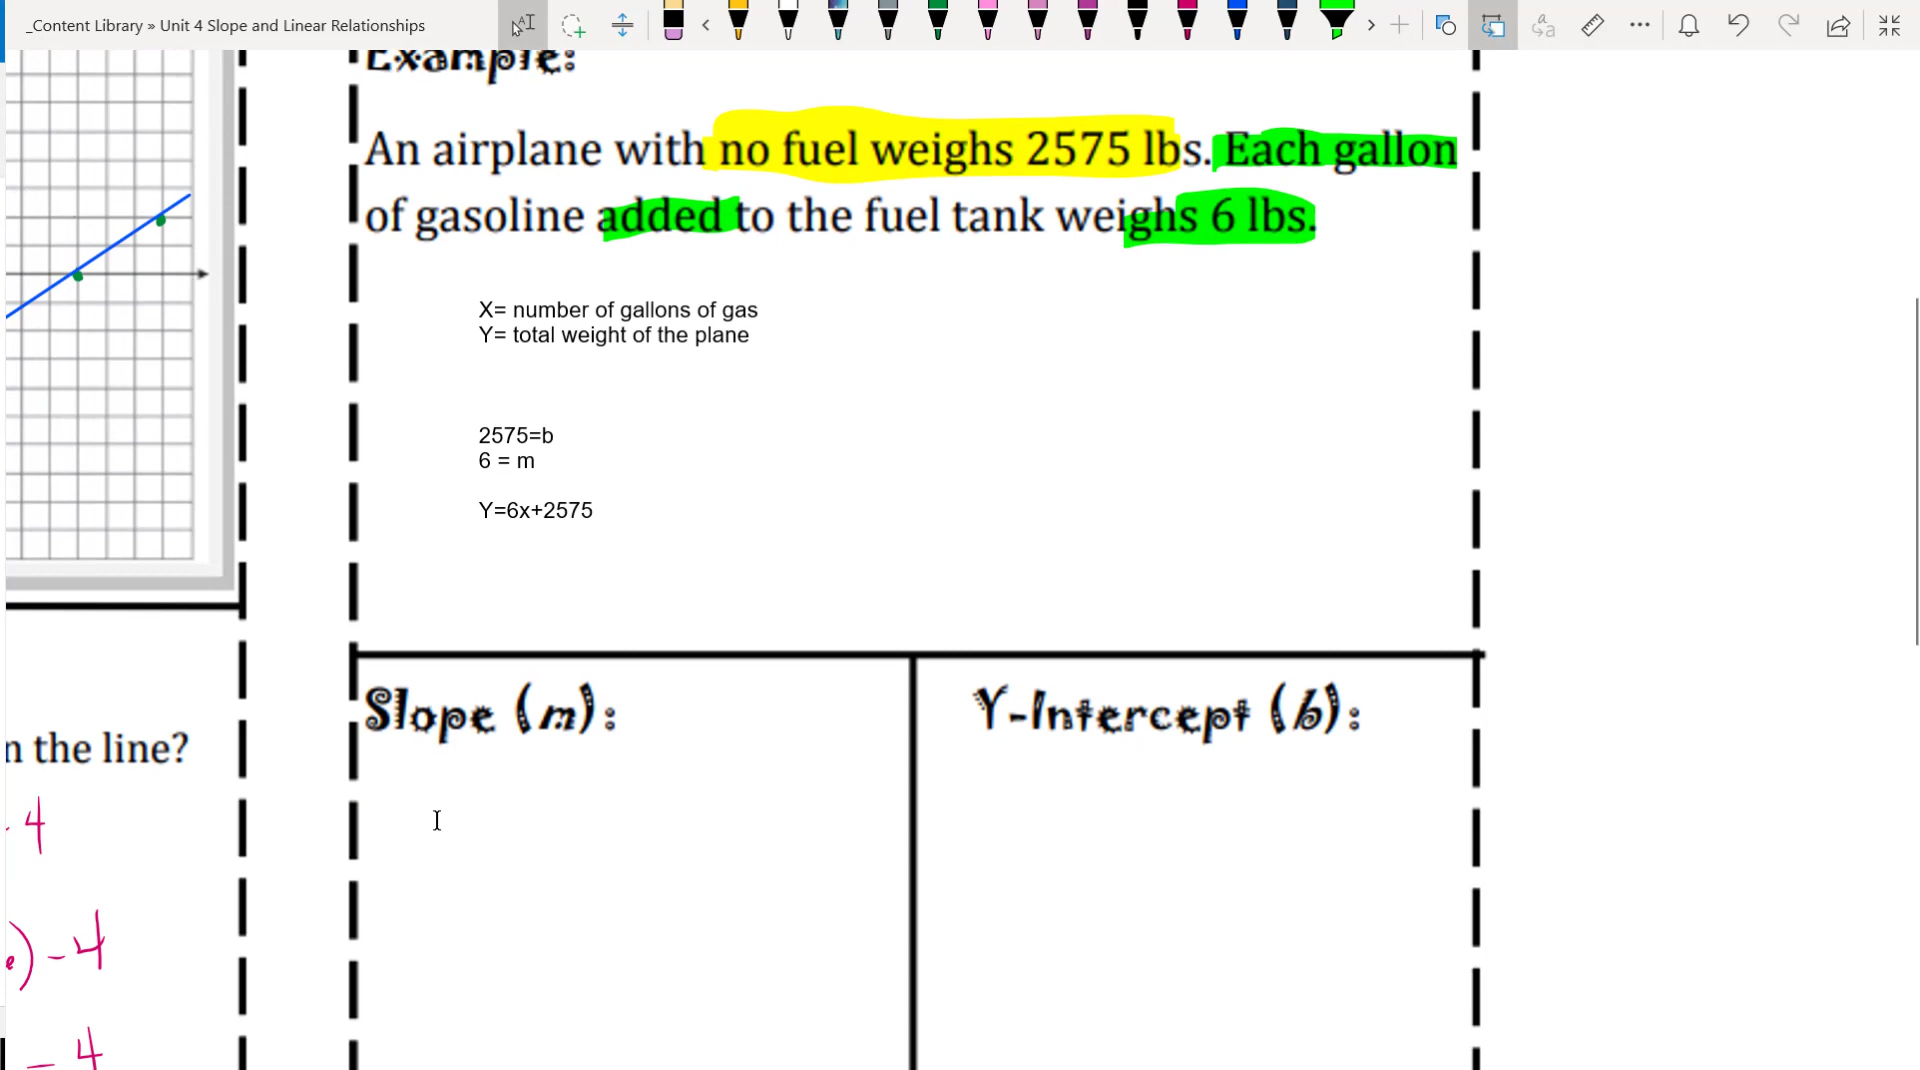 _Content Library » Unit 4 Slope and Linear Relationships
Example:
An airplane with no fuel weighs 2575 lbs. Each gallon
of gasoline added to the fuel tank weighs 6 lbs.
X= number of gallons of gas
Y= total weight of the plane
2575=b
6 = m
Y=6x+2575
Slope (m):
Y-Intercept (b):
n the line?
- 4
) - 4
- 4